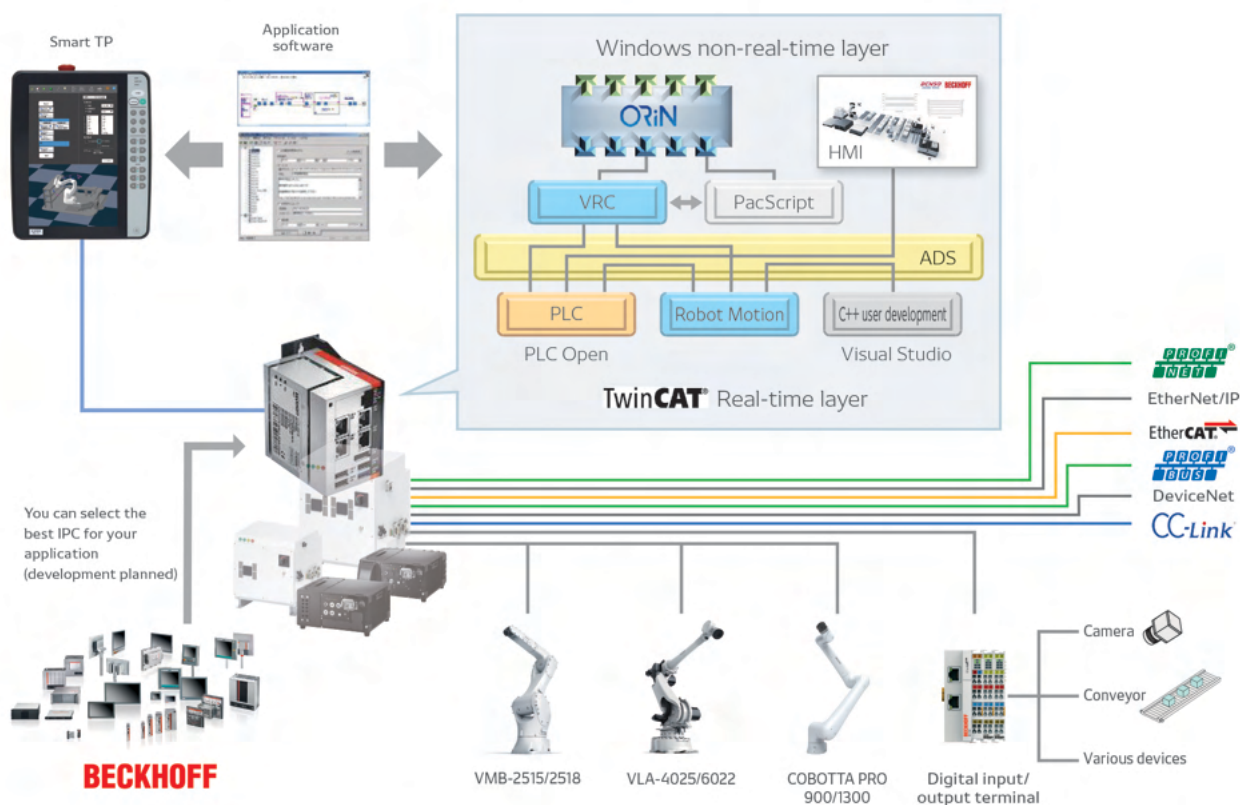 Smart TP
Application
software
Windows non-real-time layer
ORiN
DENSO BECKHOFF
HMI
VRC
PacScript
ADS
PLC
Robot Motion
C++ user development
PLC Open
Visual Studio
TwinCAT® Real-time layer
PROFI®
NET
EtherNet/IP
EtherCAT®
PROFI®
BUS
DeviceNet
CC-Link
You can select the
best IPC for your
application
(development planned)
BECKHOFF
VMB-2515/2518
VLA-4025/6022
COBOTTA PRO
900/1300
Digital input/
output terminal
Camera
Conveyor
Various devices